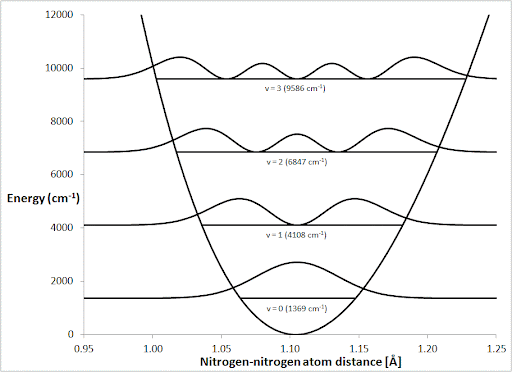 12000
10000
v = 3 (9586 cm⁻¹)
8000
v = 2 (6847 cm⁻¹)
Energy (cm⁻¹)
6000
4000
v = 1 (4108 cm⁻¹)
2000
v = 0 (1369 cm⁻¹)
0
0.95 1.00 1.05 1.10 1.15 1.20 1.25
Nitrogen-nitrogen atom distance [Å]